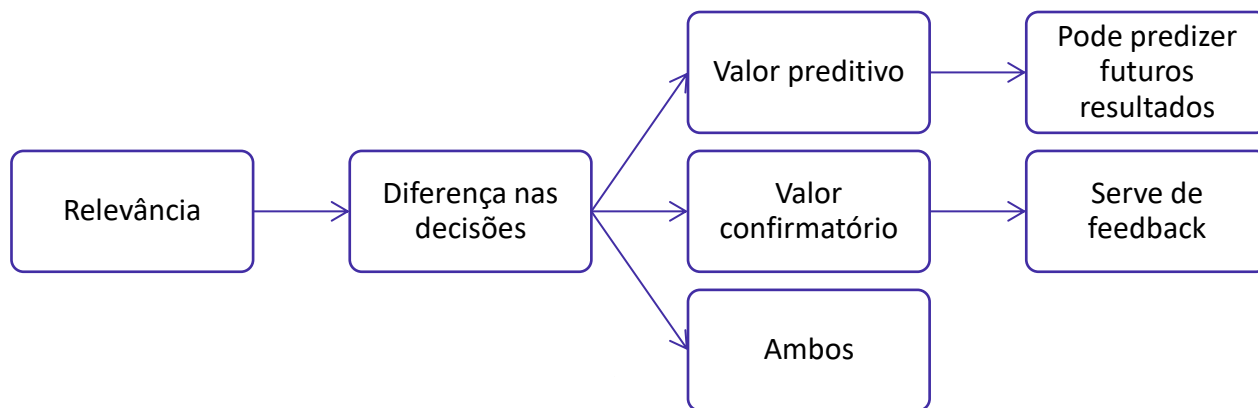 Relevância
Diferença nas
decisões
Valor preditivo
Pode predizer
futuros
resultados
Valor
confirmatório
Serve de
feedback
Ambos